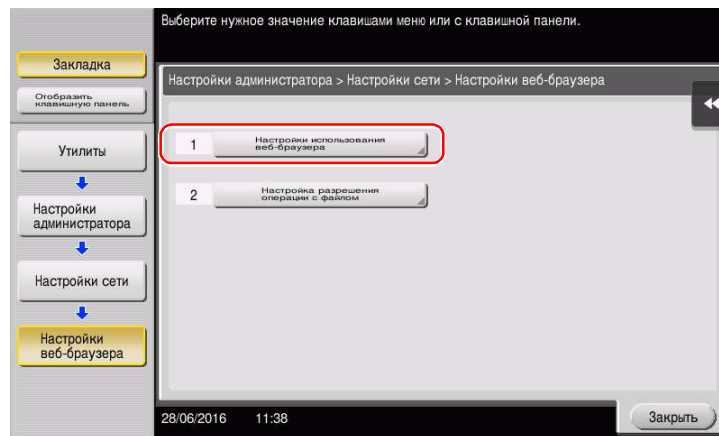 Выберите нужное значение клавишами меню или с клавишной панели.
Закладка
Отобразить
клавишную панель
Утилиты
Настройки
администратора
Настройки сети
Настройки
веб-браузера
Настройки администратора > Настройки сети > Настройки веб-браузера
1 Настройки использования
веб-браузера
2 Настройка разрешения
операции с файлом
28/06/2016 11:38
Закрыть